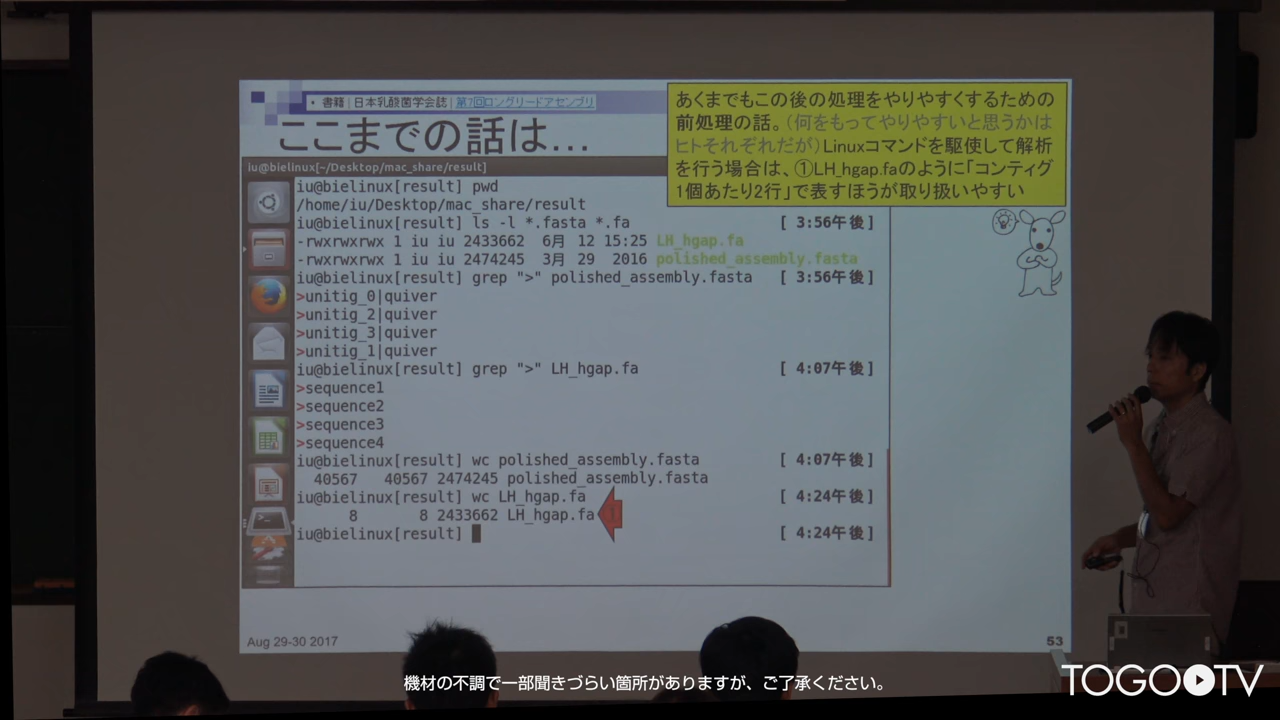 ・書籍 | 日本乳酸菌学会誌 | 第7回ロングリードアセンブリ
ここまでの話は…
あくまでもこの後の処理をやりやすくするための
前処理の話。(何をもってやりやすいと思うかは
ヒトそれぞれだが)Linuxコマンドを駆使して解析
を行う場合は、①LH_hgap.faのように「コンティグ
1個あたり2行」で表すほうが取り扱いやすい
iu@bielinux[~/Desktop/mac_share/result]
iu@bielinux[result] pwd
/home/iu/Desktop/mac_share/result
iu@bielinux[result] ls -l *.fasta *.fa [ 3:56午後]
-rwxrwxrwx 1 iu iu 2433662 6月 12 15:25 LH_hgap.fa
-rwxrwxrwx 1 iu iu 2474245 3月 29 2016 polished_assembly.fasta
iu@bielinux[result] grep ">" polished_assembly.fasta [ 3:56午後]
>unitig_0|quiver
>unitig_2|quiver
>unitig_3|quiver
>unitig_1|quiver
iu@bielinux[result] grep ">" LH_hgap.fa [ 4:07午後]
>sequence1
>sequence2
>sequence3
>sequence4
iu@bielinux[result] wc polished_assembly.fasta [ 4:07午後]
40567 40567 2474245 polished_assembly.fasta
iu@bielinux[result] wc LH_hgap.fa [ 4:24午後]
8 8 2433662 LH_hgap.fa
iu@bielinux[result] [ 4:24午後]
Aug 29-30 2017
53
機材の不調で一部聞きづらい箇所がありますが、ご了承ください。
TOGO TV